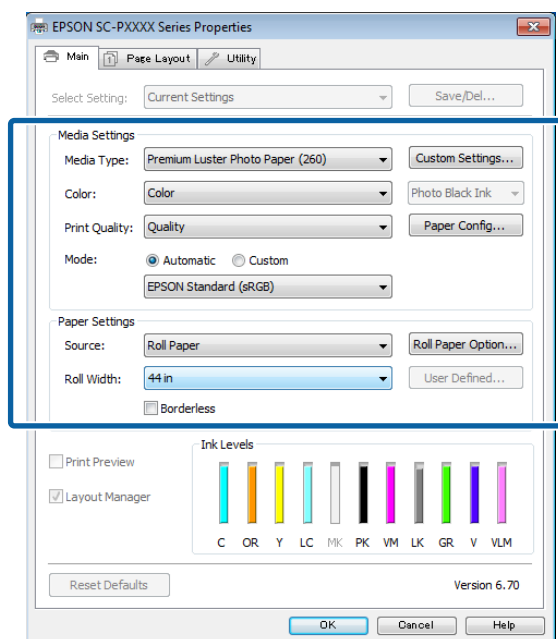 EPSON SC-PXXXX Series Properties
Main Page Layout Utility
Select Setting: Current Settings Save/Del...
Media Settings
Media Type: Premium Luster Photo Paper (260) Custom Settings...
Color: Color Photo Black Ink
Print Quality: Quality Paper Config...
Mode: Automatic Custom
EPSON Standard (sRGB)
Paper Settings
Source: Roll Paper Roll Paper Option...
Roll Width: 44 in User Defined...
Borderless
Ink Levels
Print Preview
Layout Manager
C OR Y LC MK PK VM LK GR V VLM
Reset Defaults Version 6.70
OK Cancel Help